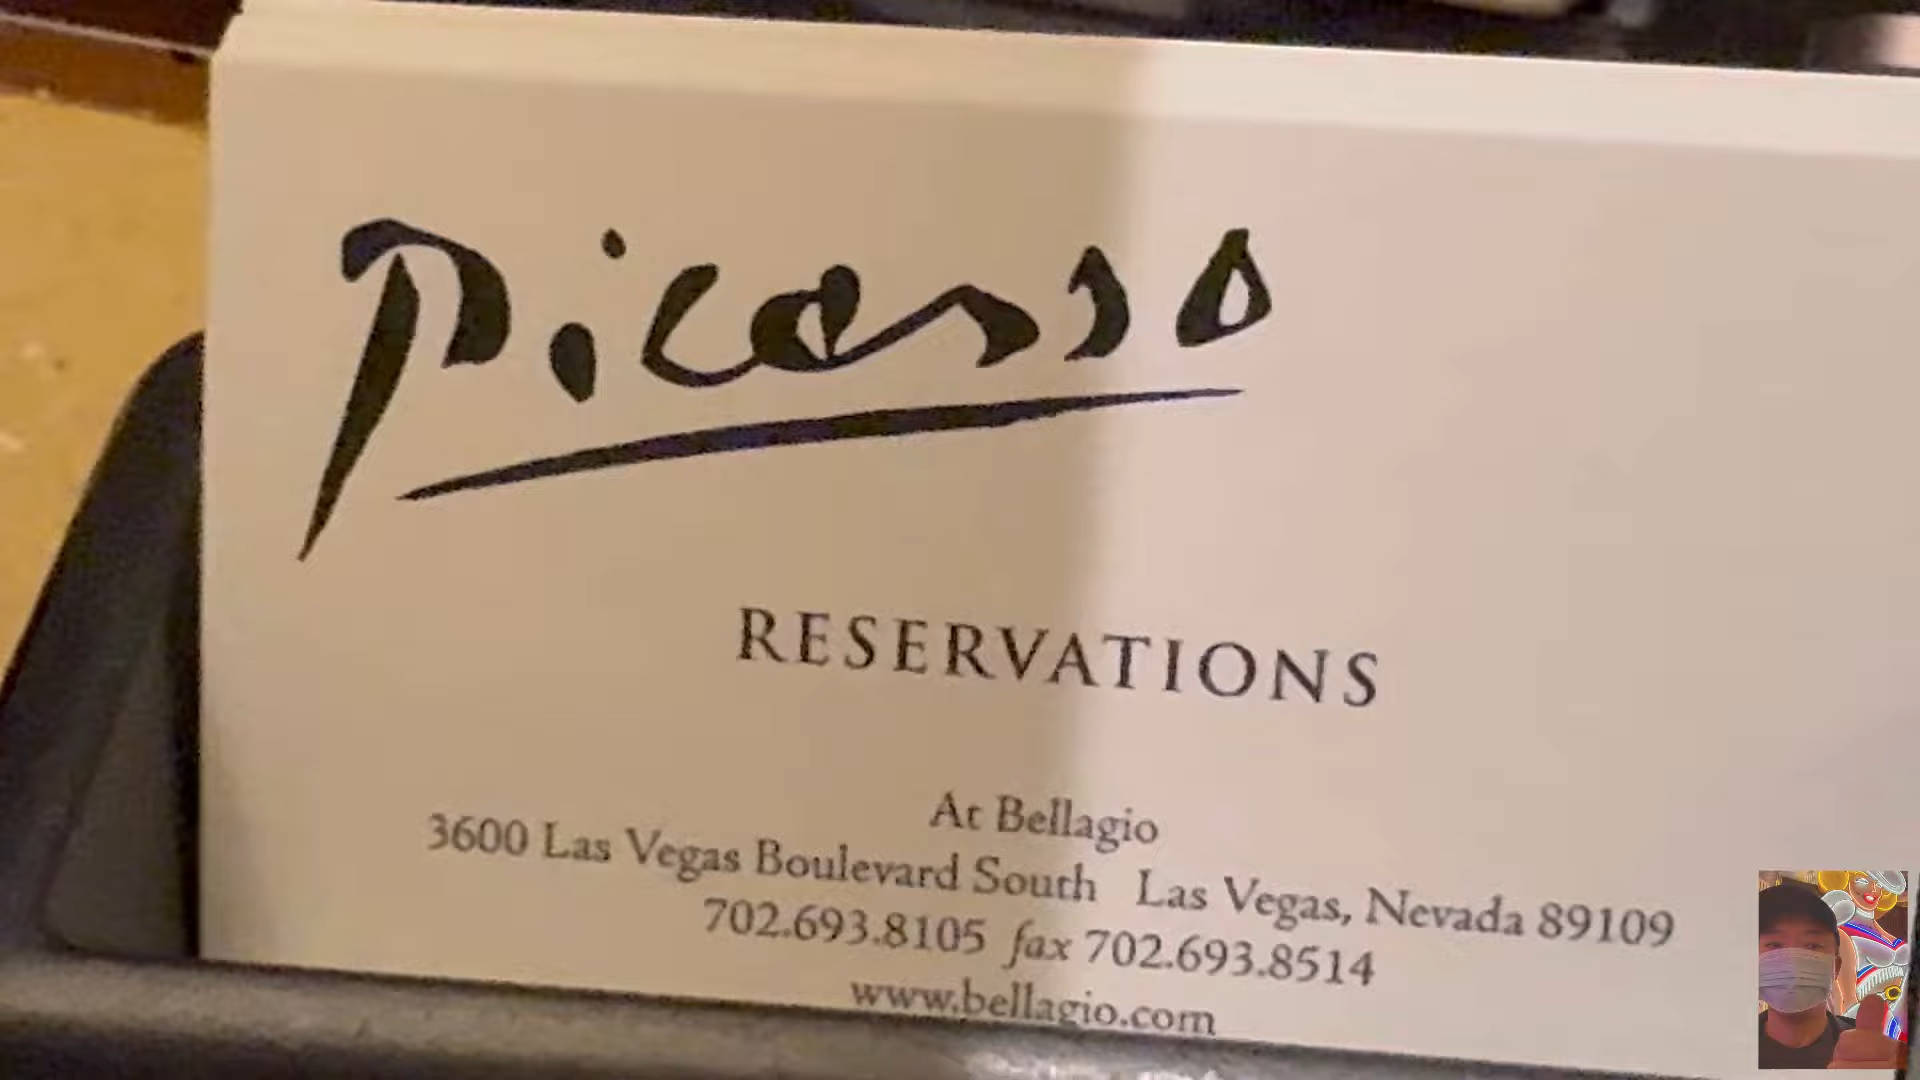 Picasso
RESERVATIONS
At Bellagio
3600 Las Vegas Boulevard South Las Vegas, Nevada 89109
702.693.8105 fax 702.693.8514
www.bellagio.com